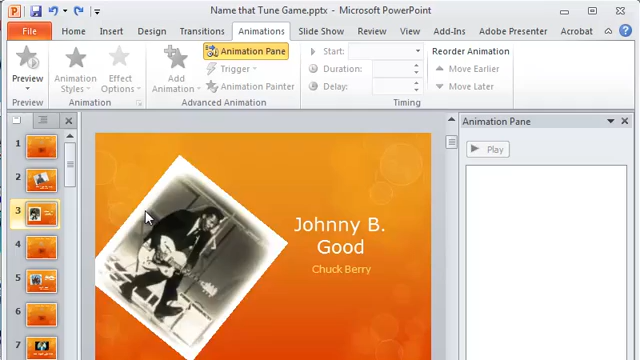 Name that Tune Game.pptx - Microsoft PowerPoint
File Home Insert Design Transitions Animations Slide Show Review View Add-Ins Adobe Presenter Acrobat
Preview
Animation Styles
Effect Options
Animation
Add Animation
Animation Pane
Trigger
Animation Painter
Advanced Animation
Start:
Duration:
Delay:
Timing
Reorder Animation
Move Earlier
Move Later
1
2
3
4
5
6
7
Johnny B.
Good
Chuck Berry
Animation Pane
Play